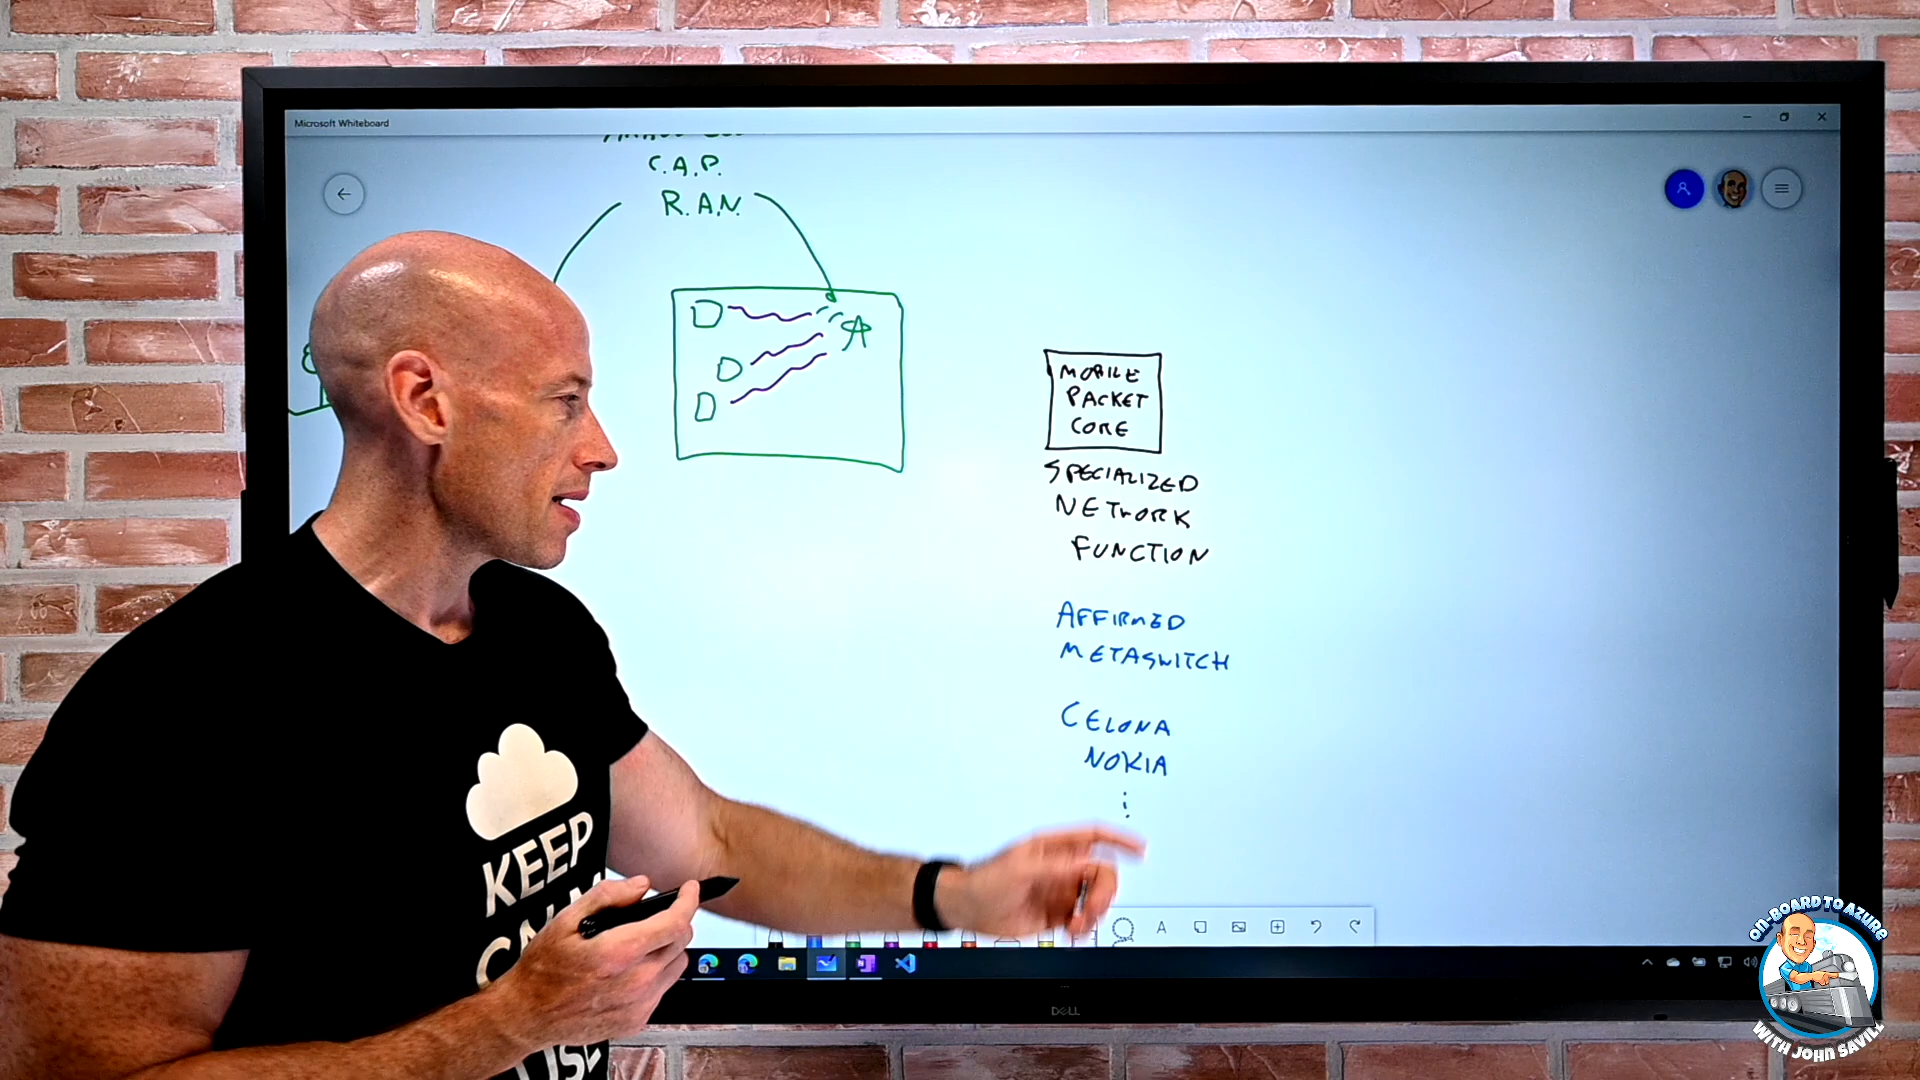 Microsoft Whiteboard
C.A.P.
R.A.N.
D
D
D
A
MOBILE
PACKET
CORE
SPECIALIZED
NETWORK
FUNCTION
AFFIRMED
METASWITCH
CELONA
NOKIA
KEEP
A
DELL
ON-BOARD TO AZURE
WITH JOHN SAVILL